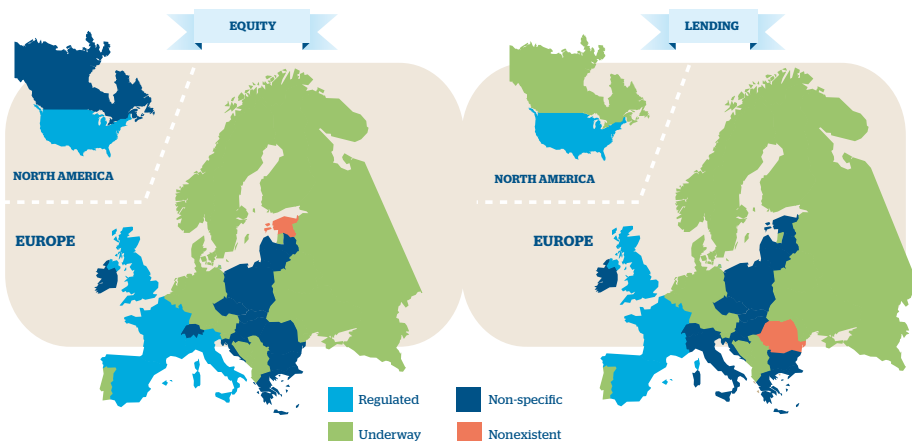 EQUITY
LENDING
NORTH AMERICA
NORTH AMERICA
EUROPE
EUROPE
Regulated
Non-specific
Underway
Nonexistent